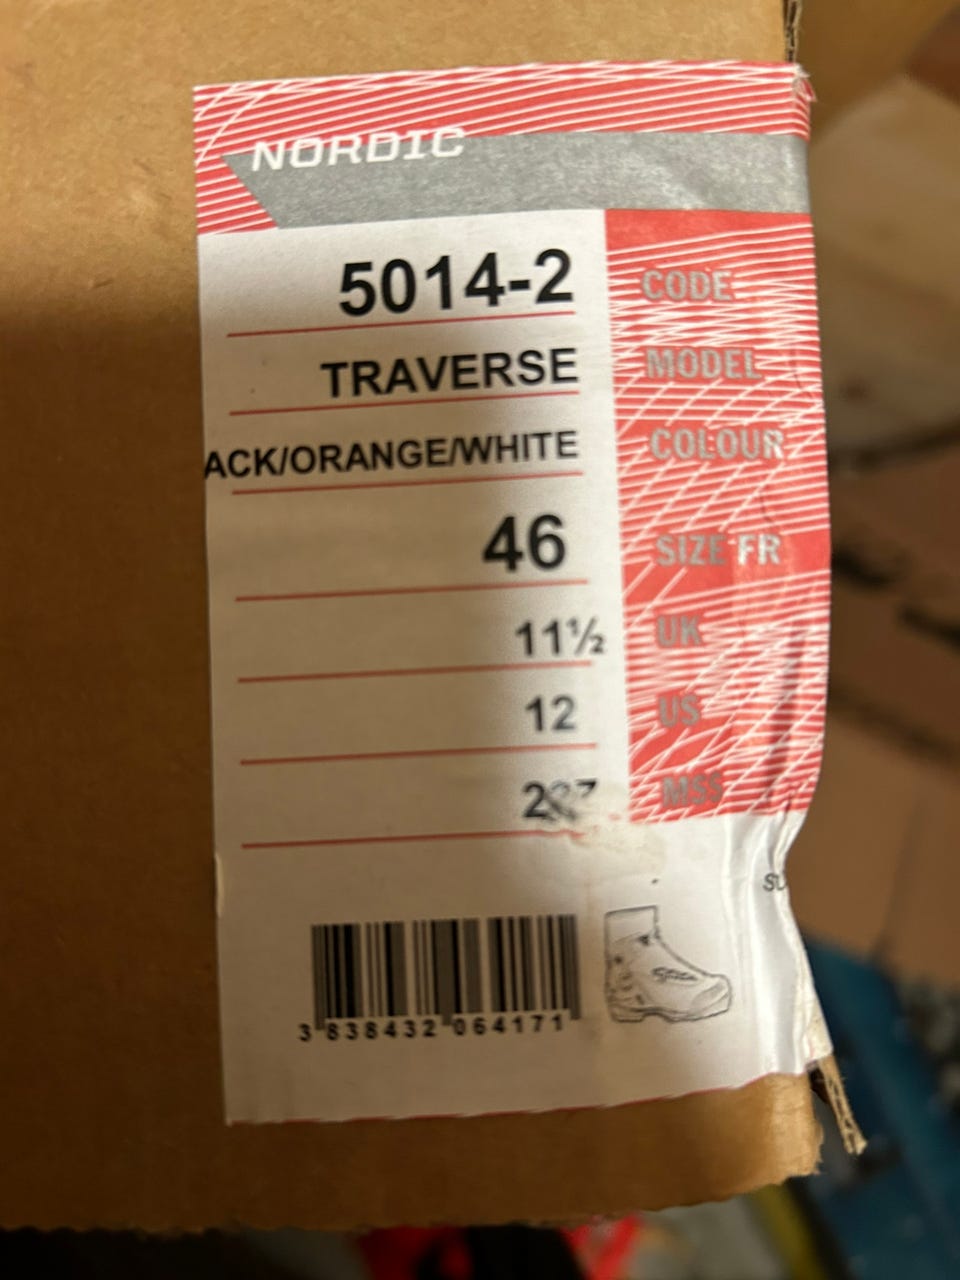 NORDIC
5014-2 CODE
TRAVERSE MODEL
ACK/ORANGE/WHITE COLOUR
46 SIZE FR
11½ UK
12 US
MSS
3 838432 064171